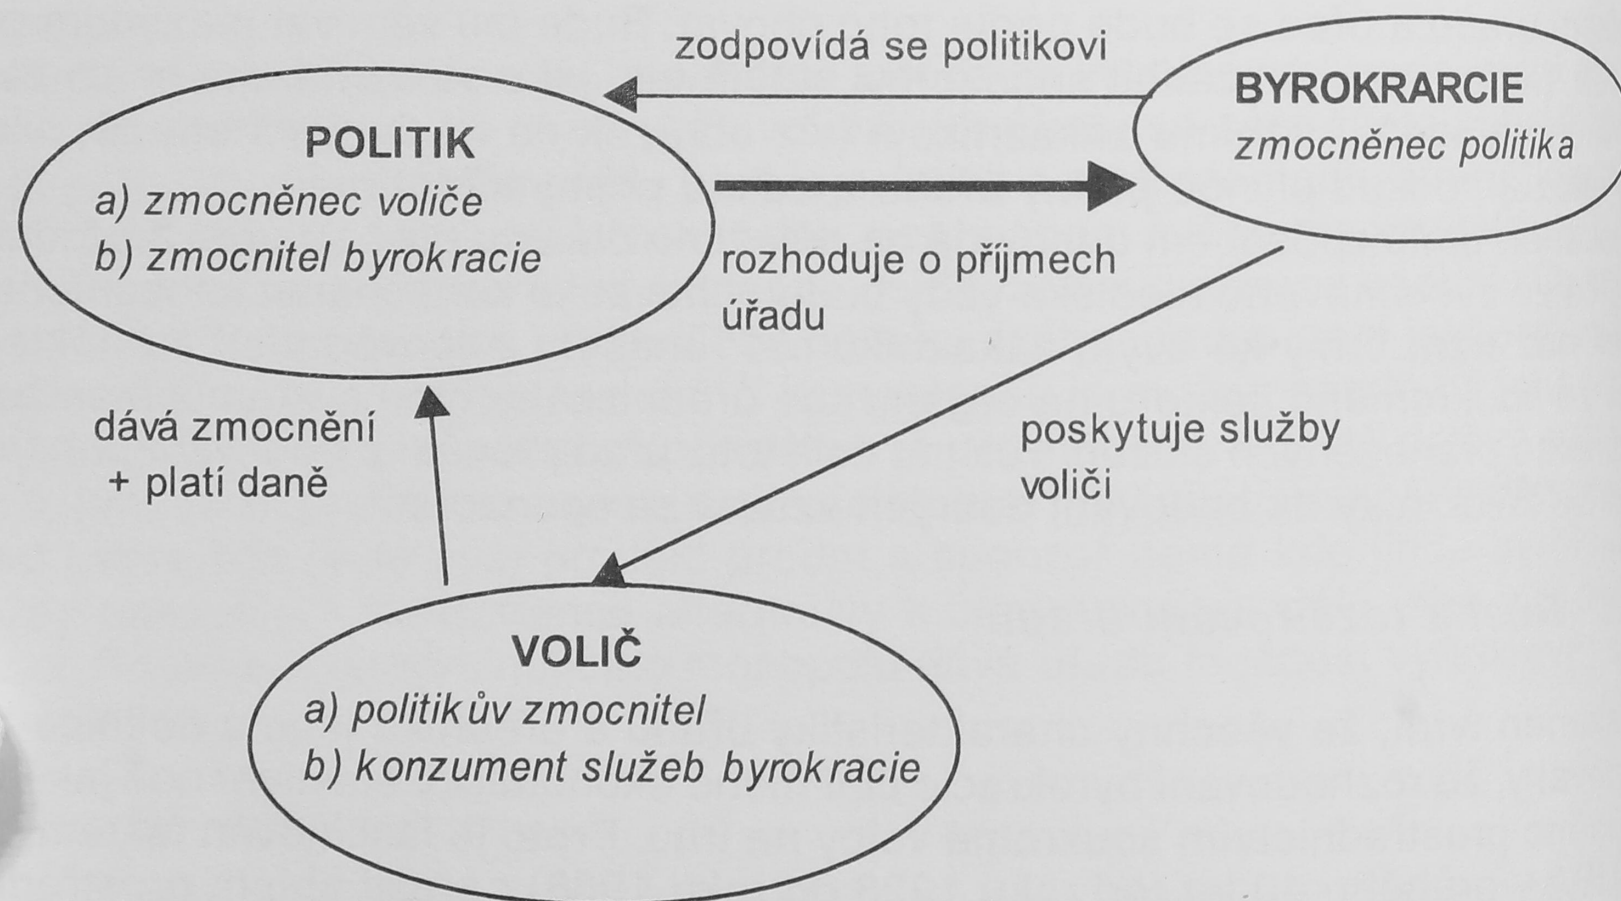 zodpovídá se politikovi
BYROKRARCIE
zmocněnec politika
POLITIK
a) zmocněnec voliče
b) zmocnitel byrokracie
rozhoduje o příjmech
úřadu
dává zmocnění
+ platí daně
poskytuje služby
voliči
VOLIČ
a) politikův zmocnitel
b) konzument služeb byrokracie